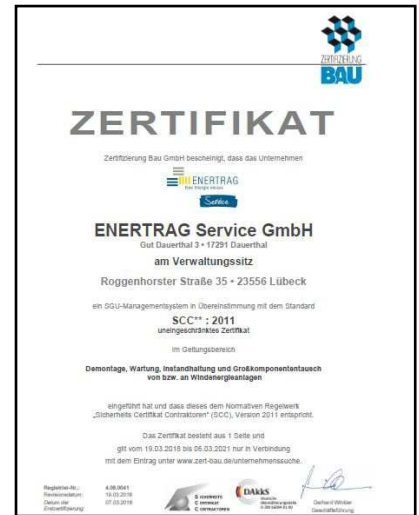 ZERTIFIZIERUNG
BAU
ZERTIFIKAT
Zertifizierung Bau GmbH bescheinigt, dass das Unternehmen
ENERTRAG
Service
ENERTRAG Service GmbH
Gut Dauerthal 3 • 17291 Dauerthal
am Verwaltungssitz
Roggenhorster Straße 35 • 23556 Lübeck
ein SGU-Managementsystem in Übereinstimmung mit dem Standard
SCC** : 2011
uneingeschränktes Zertifikat
im Geltungsbereich
Demontage, Wartung, Instandhaltung und Großkomponententausch
von bzw. an Windenergieanlagen
eingeführt hat und dass dieses dem Normativen Regelwerk
„Sicherheits Certifikat Contraktoren" (SCC), Version 2011 entspricht.
Das Zertifikat besteht aus 1 Seite und
gilt vom 19.03.2018 bis 06.03.2021 nur in Verbindung
mit dem Eintrag unter www.zert-bau.de/unternehmenssuche.
Registrier-Nr.:
Revisionsdatum:
Datum der
Erstzertifizierung:
07.03.2018
SICHERHEITS
CERTIFIKAT
CONTRAKTOREN
DAkkS
Gerhard Winkler
Geschäftsführung